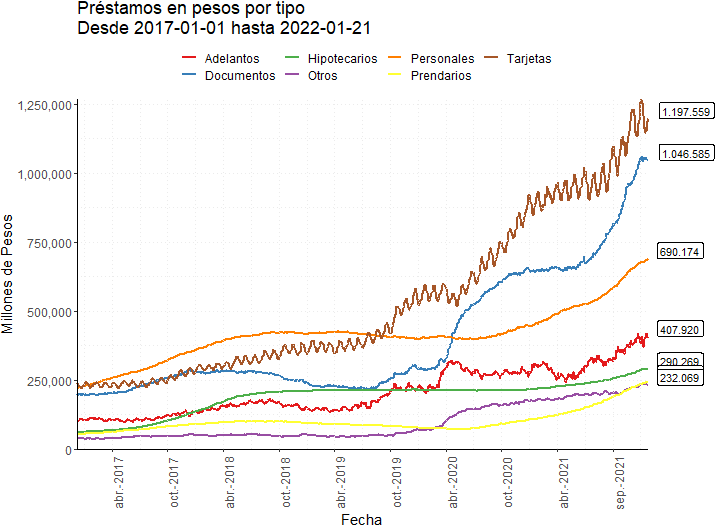 Préstamos en pesos por tipo
Desde 2017-01-01 hasta 2022-01-21
Adelantos Hipotecarios Personales Tarjetas
Documentos Otros Prendarios
1,250,000
1,000,000
750,000
500,000
250,000
0
Millones de Pesos
1.197.559
1.046.585
690.174
407.920
290.269
232.069
abr.-2017
oct.-2017
abr.-2018
oct.-2018
abr.-2019
oct.-2019
abr.-2020
oct.-2020
abr.-2021
sep.-2021
Fecha